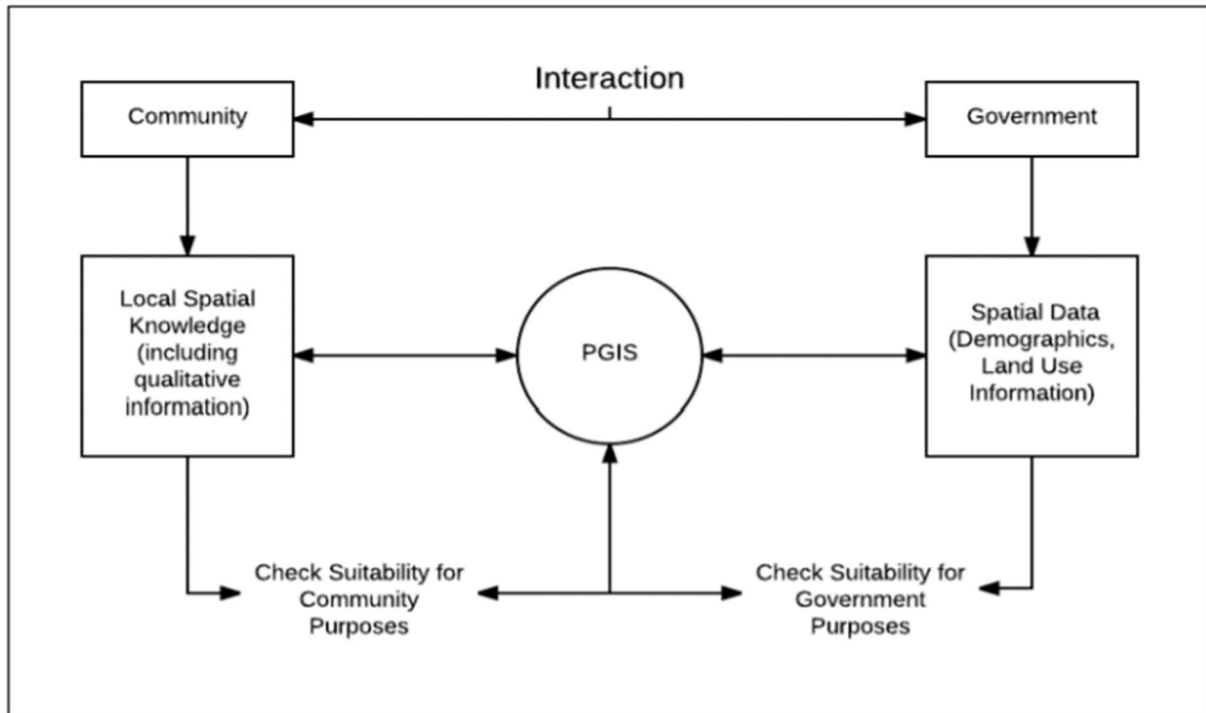 Interaction
Community
Government
Local Spatial
Knowledge
(including
qualitative
information)
PGIS
Spatial Data
(Demographics,
Land Use
Information)
Check Suitability for
Community
Purposes
Check Suitability for
Government
Purposes